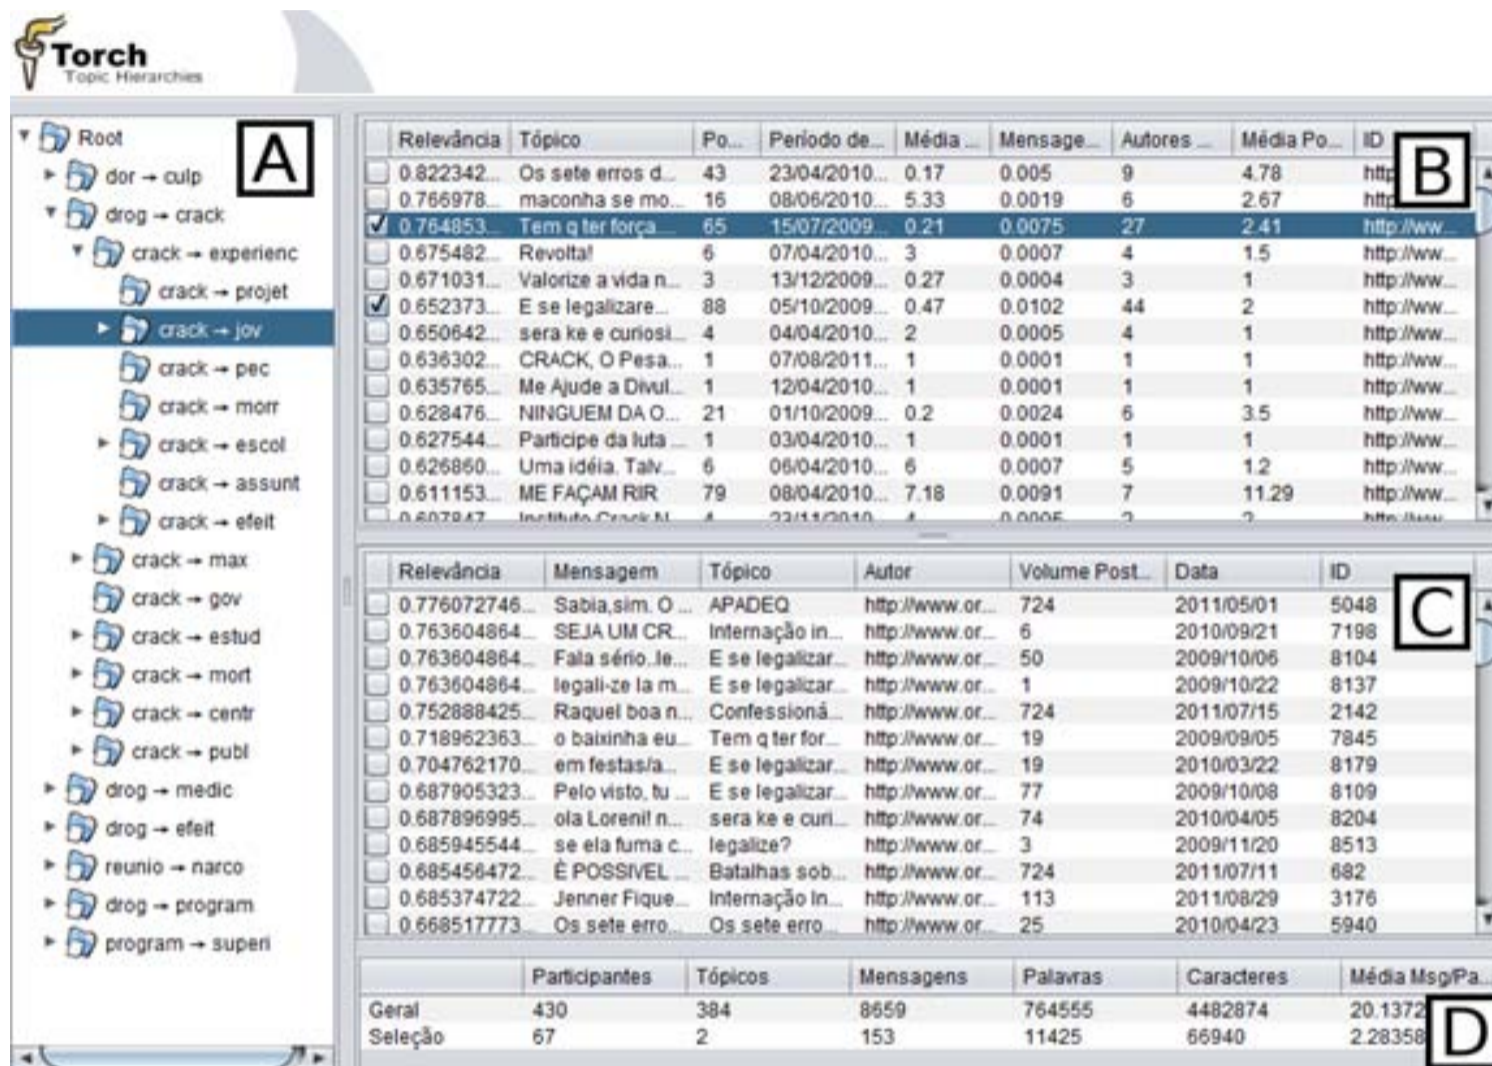 Torch
Topic Hierarchies
Root
dor → culp
drog → crack
crack → experienc
crack → projet
crack → jov
crack → pec
crack → morr
crack → escol
crack → assunt
crack → efeit
crack → max
crack → gov
crack → estud
crack → mort
crack → centr
crack → publ
drog → medic
drog → efeit
reunio → narco
drog → program
program → superi
A
Relevância Tópico Po... Período de... Média ... Mensage... Autores ... Média Po... ID
0.822342... Os sete erros d... 43 23/04/2010... 0.17 0.005 9 4.78 http
0.766978... maconha se mo... 16 08/06/2010... 5.33 0.0019 6 2.67 http
0.764853... Tem q ter força... 65 15/07/2009... 0.21 0.0075 27 2.41 http://ww...
0.675482... Revolta! 6 07/04/2010... 3 0.0007 4 1.5 http://ww...
0.671031... Valorize a vida n... 3 13/12/2009... 0.27 0.0004 3 1 http://ww...
0.652373... E se legalizare... 88 05/10/2009... 0.47 0.0102 44 2 http://ww...
0.650642... sera ke e curiosi... 4 04/04/2010... 2 0.0005 4 1 http://ww...
0.636302... CRACK, O Pesa... 1 07/08/2011... 1 0.0001 1 1 http://ww...
0.635765... Me Ajude a Divul... 1 12/04/2010... 1 0.0001 1 1 http://ww...
0.628476... NINGUEM DA O... 21 01/10/2009... 0.2 0.0024 6 3.5 http://ww...
0.627544... Participe da luta ... 1 03/04/2010... 1 0.0001 1 1 http://ww...
0.626860... Uma idéia. Talv... 6 06/04/2010... 6 0.0007 5 1.2 http://ww...
0.611153... ME FAÇAM RIR 79 08/04/2010... 7.18 0.0091 7 11.29 http://ww...
0.607847... Instituto Crack N... 4 23/11/2010... 4 0.0005 2 2 http://ww...
B
Relevância Mensagem Tópico Autor Volume Post... Data ID
0.776072746... Sabia,sim. O ... APADEQ http://www.or... 724 2011/05/01 5048
0.763604864... SEJA UM CR... Internação in... http://www.or... 6 2010/09/21 7198
0.763604864... Fala sério..le... E se legalizar... http://www.or... 50 2009/10/06 8104
0.763604864... legali-ze la m... E se legalizar... http://www.or... 1 2009/10/22 8137
0.752888425... Raquel boa n... Confessioná... http://www.or... 724 2011/07/15 2142
0.718962363... o baixinha eu... Tem q ter for... http://www.or... 19 2009/09/05 7845
0.704762170... em festas/a... E se legalizar... http://www.or... 19 2010/03/22 8179
0.687905323... Pelo visto, tu ... E se legalizar... http://www.or... 77 2009/10/08 8109
0.687896995... ola Loreni! n... sera ke e curi... http://www.or... 74 2010/04/05 8204
0.685945544... se ela fuma c... legalize? http://www.or... 3 2009/11/20 8513
0.685456472... È POSSIVEL ... Batalhas sob... http://www.or... 724 2011/07/11 682
0.685374722... Jenner Fique... Internação In... http://www.or... 113 2011/08/29 3176
0.668517773... Os sete erro... Os sete erro... http://www.or... 25 2010/04/23 5940
C
Participantes Tópicos Mensagens Palavras Caracteres Média Msg/Pa...
Geral 430 384 8659 764555 4482874 20.1372
Seleção 67 2 153 11425 66940 2.28358
D